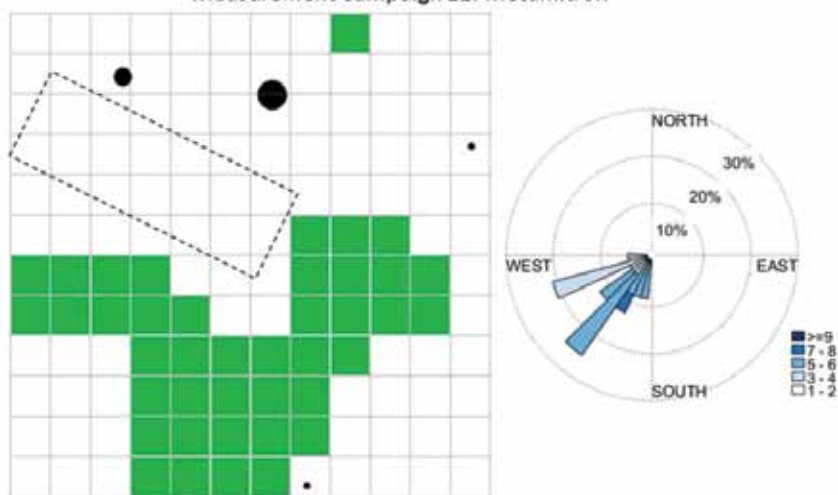 NORTH
30%
20%
10%
WEST
EAST
SOUTH
>=9
7 - 8
5 - 6
3 - 4
1 - 2